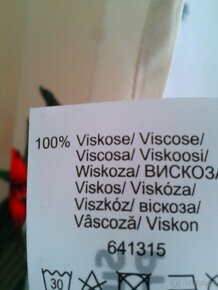 100% Viskose/ Viscose/
Viscosa/ Viskoosi/
Wiskoza/ ВИСКОЗА
Viskos/ Viskóza/
Viszkóz/ віскоза/
Vâscoză/ Viskon
641315
30